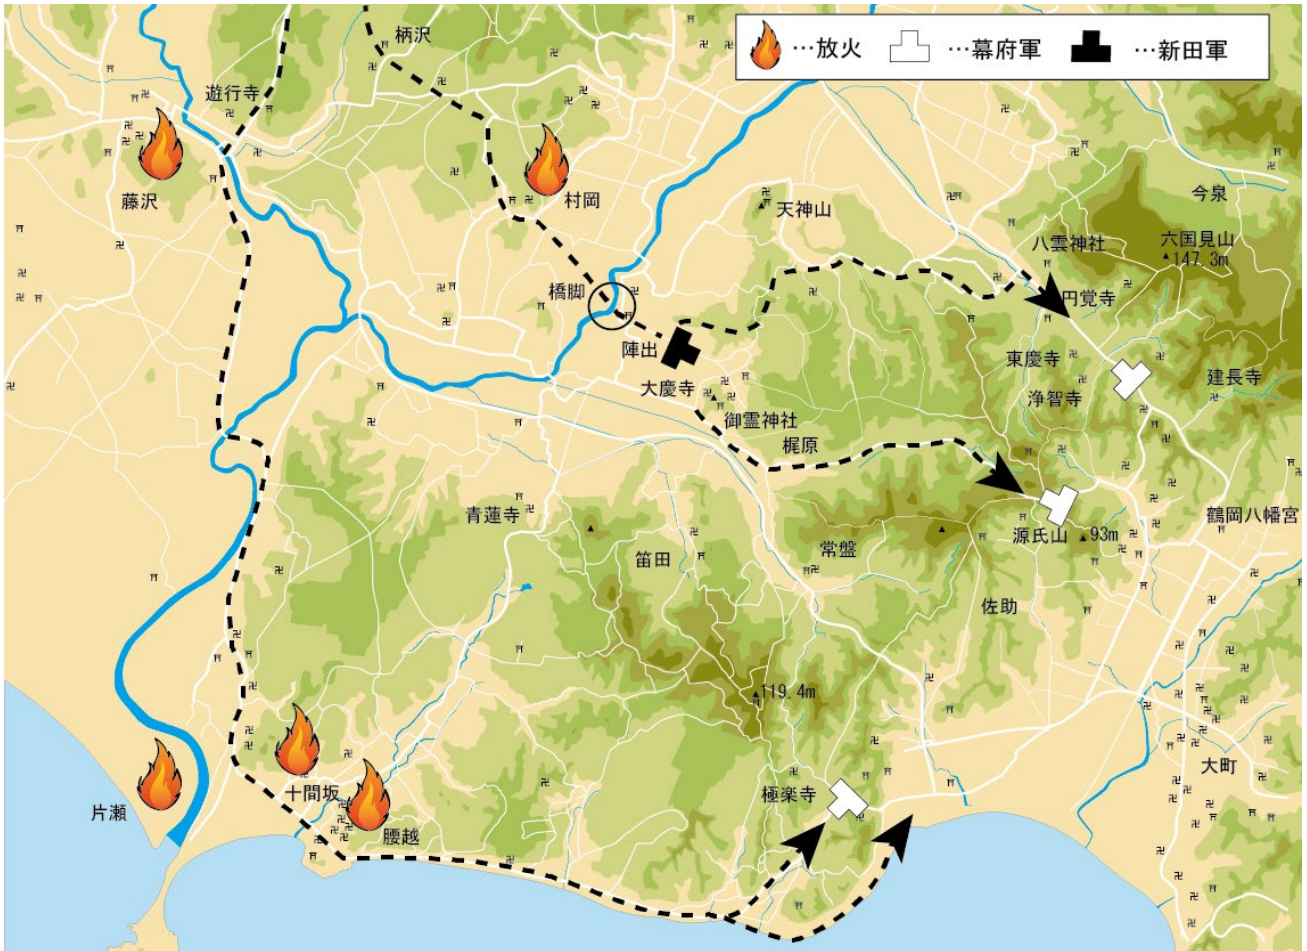 …放火 …幕府軍 …新田軍
柄沢
遊行寺
藤沢
村岡
天神山
今泉
八雲神社
六国見山
147.3m
円覚寺
橋脚
陣出
大慶寺
東慶寺
建長寺
浄智寺
御霊神社
梶原
青蓮寺
鶴岡八幡宮
源氏山
93m
常盤
笛田
佐助
119.4m
大町
極楽寺
十間坂
片瀬
腰越